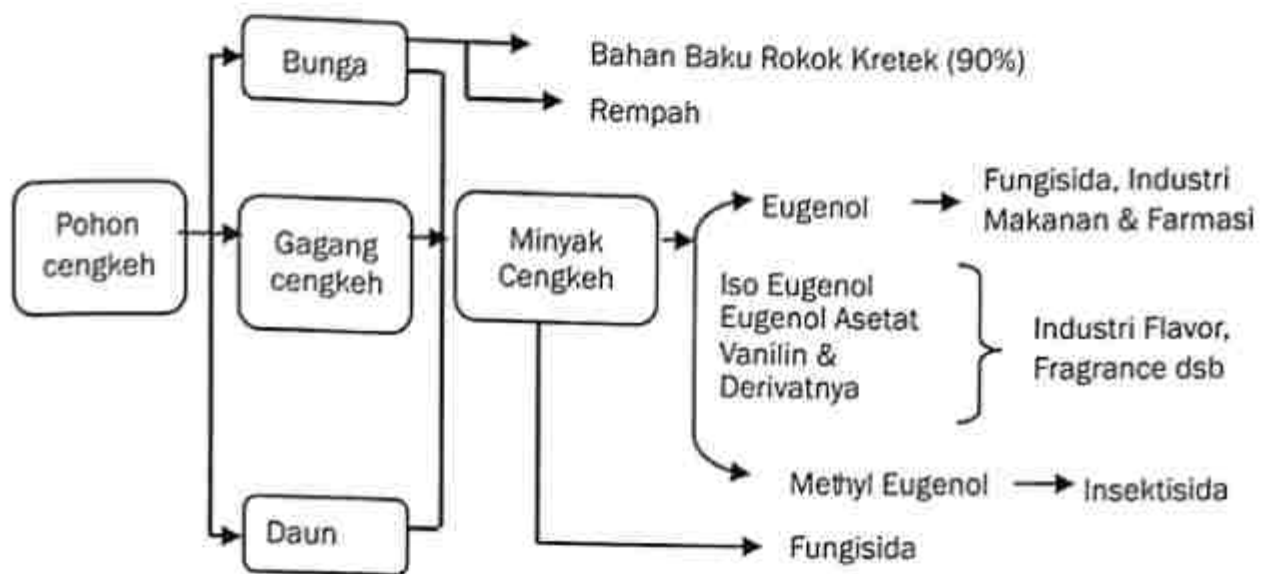 Bunga
Bahan Baku Rokok Kretek (90%)
Rempah
Pohon
cengkeh
Gagang
cengkeh
Minyak
Cengkeh
Eugenol
Fungisida, Industri
Makanan & Farmasi
Iso Eugenol
Eugenol Asetat
Vanilin &
Derivatnya
Industri Flavor,
Fragrance dsb
Methyl Eugenol
Insektisida
Daun
Fungisida